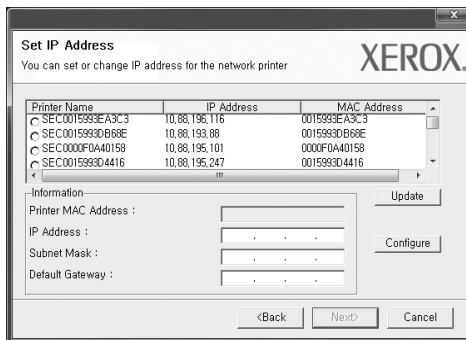 Set IP Address
You can set or change IP address for the network printer
XEROX.
Printer Name IP Address MAC Address
SEC0015993EA3C3 10,88,196,116 0015993EA3C3
SEC0015993DB68E 10,88,193,88 0015993DB68E
SEC0000F0A40158 10,88,195,101 0000F0A40158
SEC0015993D4416 10,88,195,247 0015993D4416
Information
Printer MAC Address :
IP Address :
Subnet Mask :
Default Gateway :
Update
Configure
<Back Next> Cancel